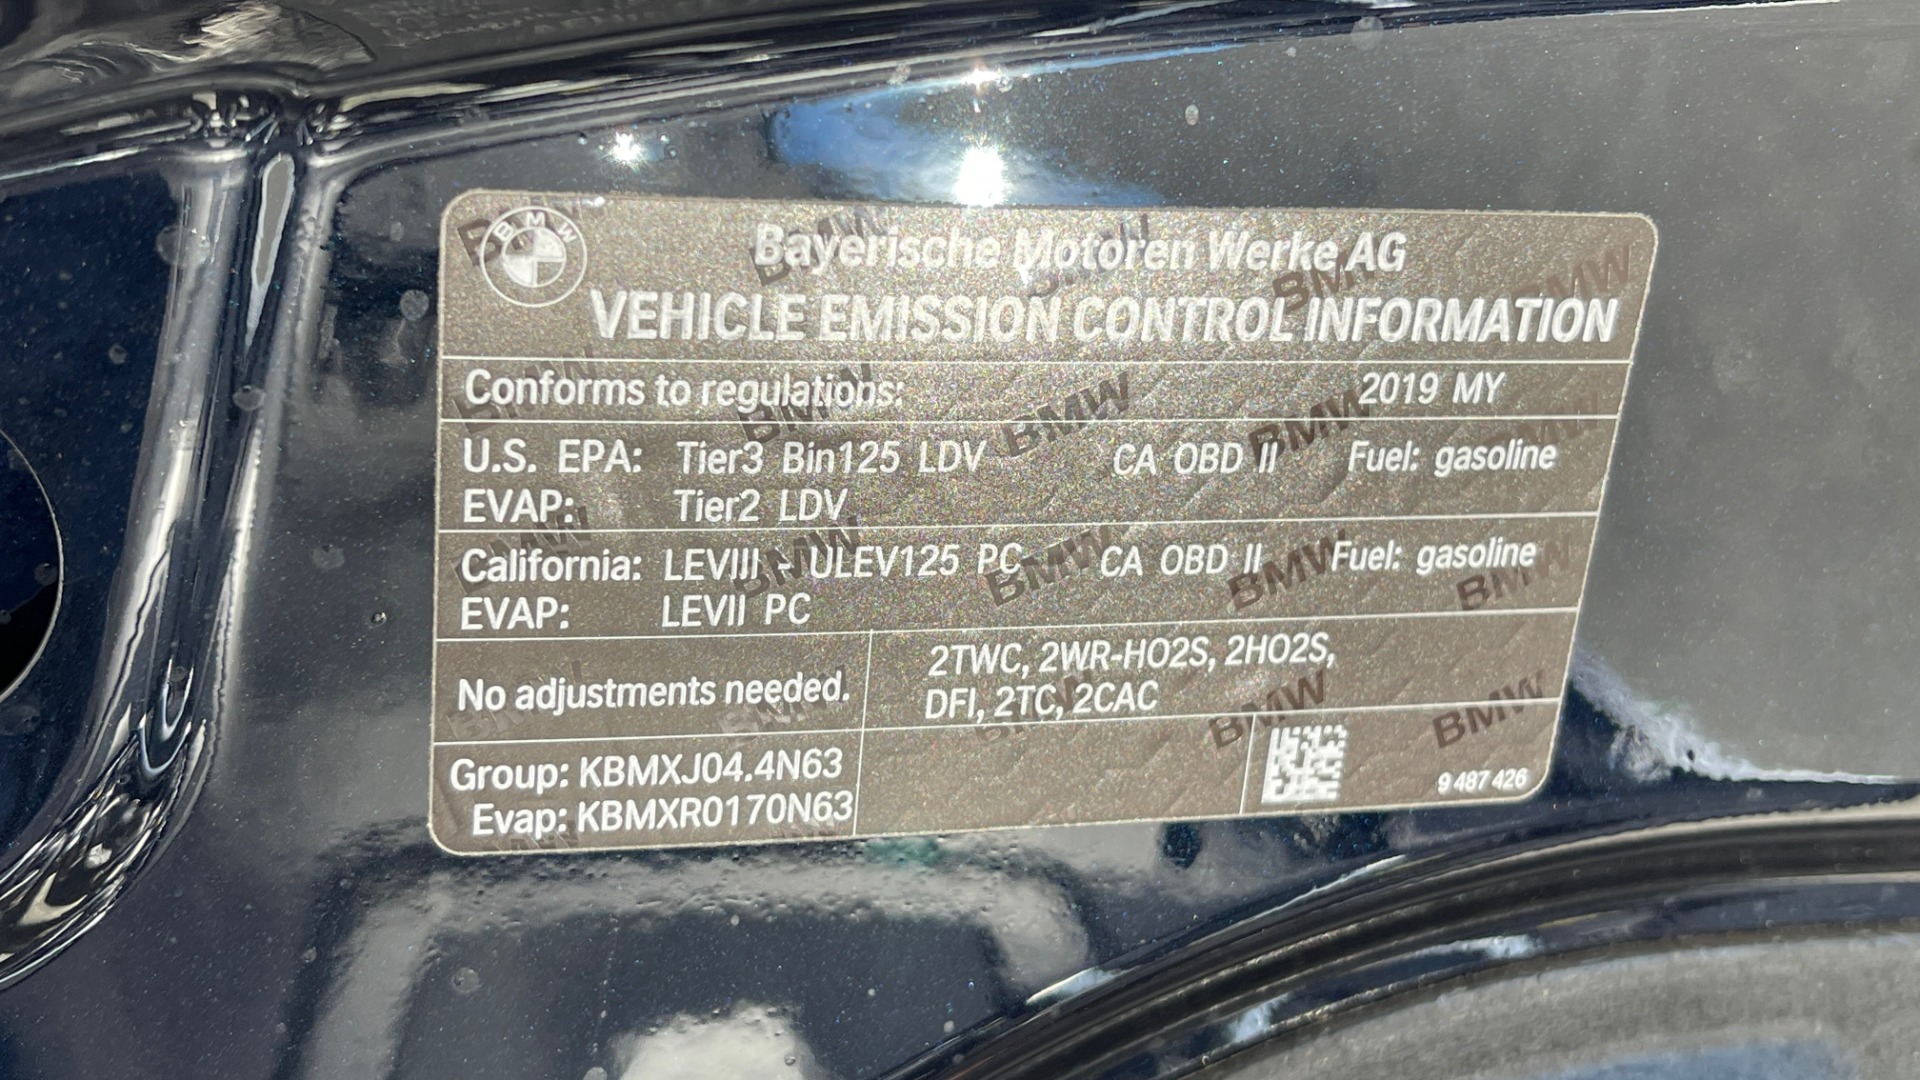 BMW
Bayerische Motoren Werke AG
VEHICLE EMISSION CONTROL INFORMATION
Conforms to regulations: 2019 MY
U.S. EPA: Tier3 Bin125 LDV CA OBD II Fuel: gasoline
EVAP: Tier2 LDV
California: LEVIII - ULEV125 PC CA OBD II Fuel: gasoline
EVAP: LEVII PC
No adjustments needed.
2TWC, 2WR-HO2S, 2HO2S,
DFI, 2TC, 2CAC
Group: KBMXJ04.4N63
Evap: KBMXR0170N63
9 487 426